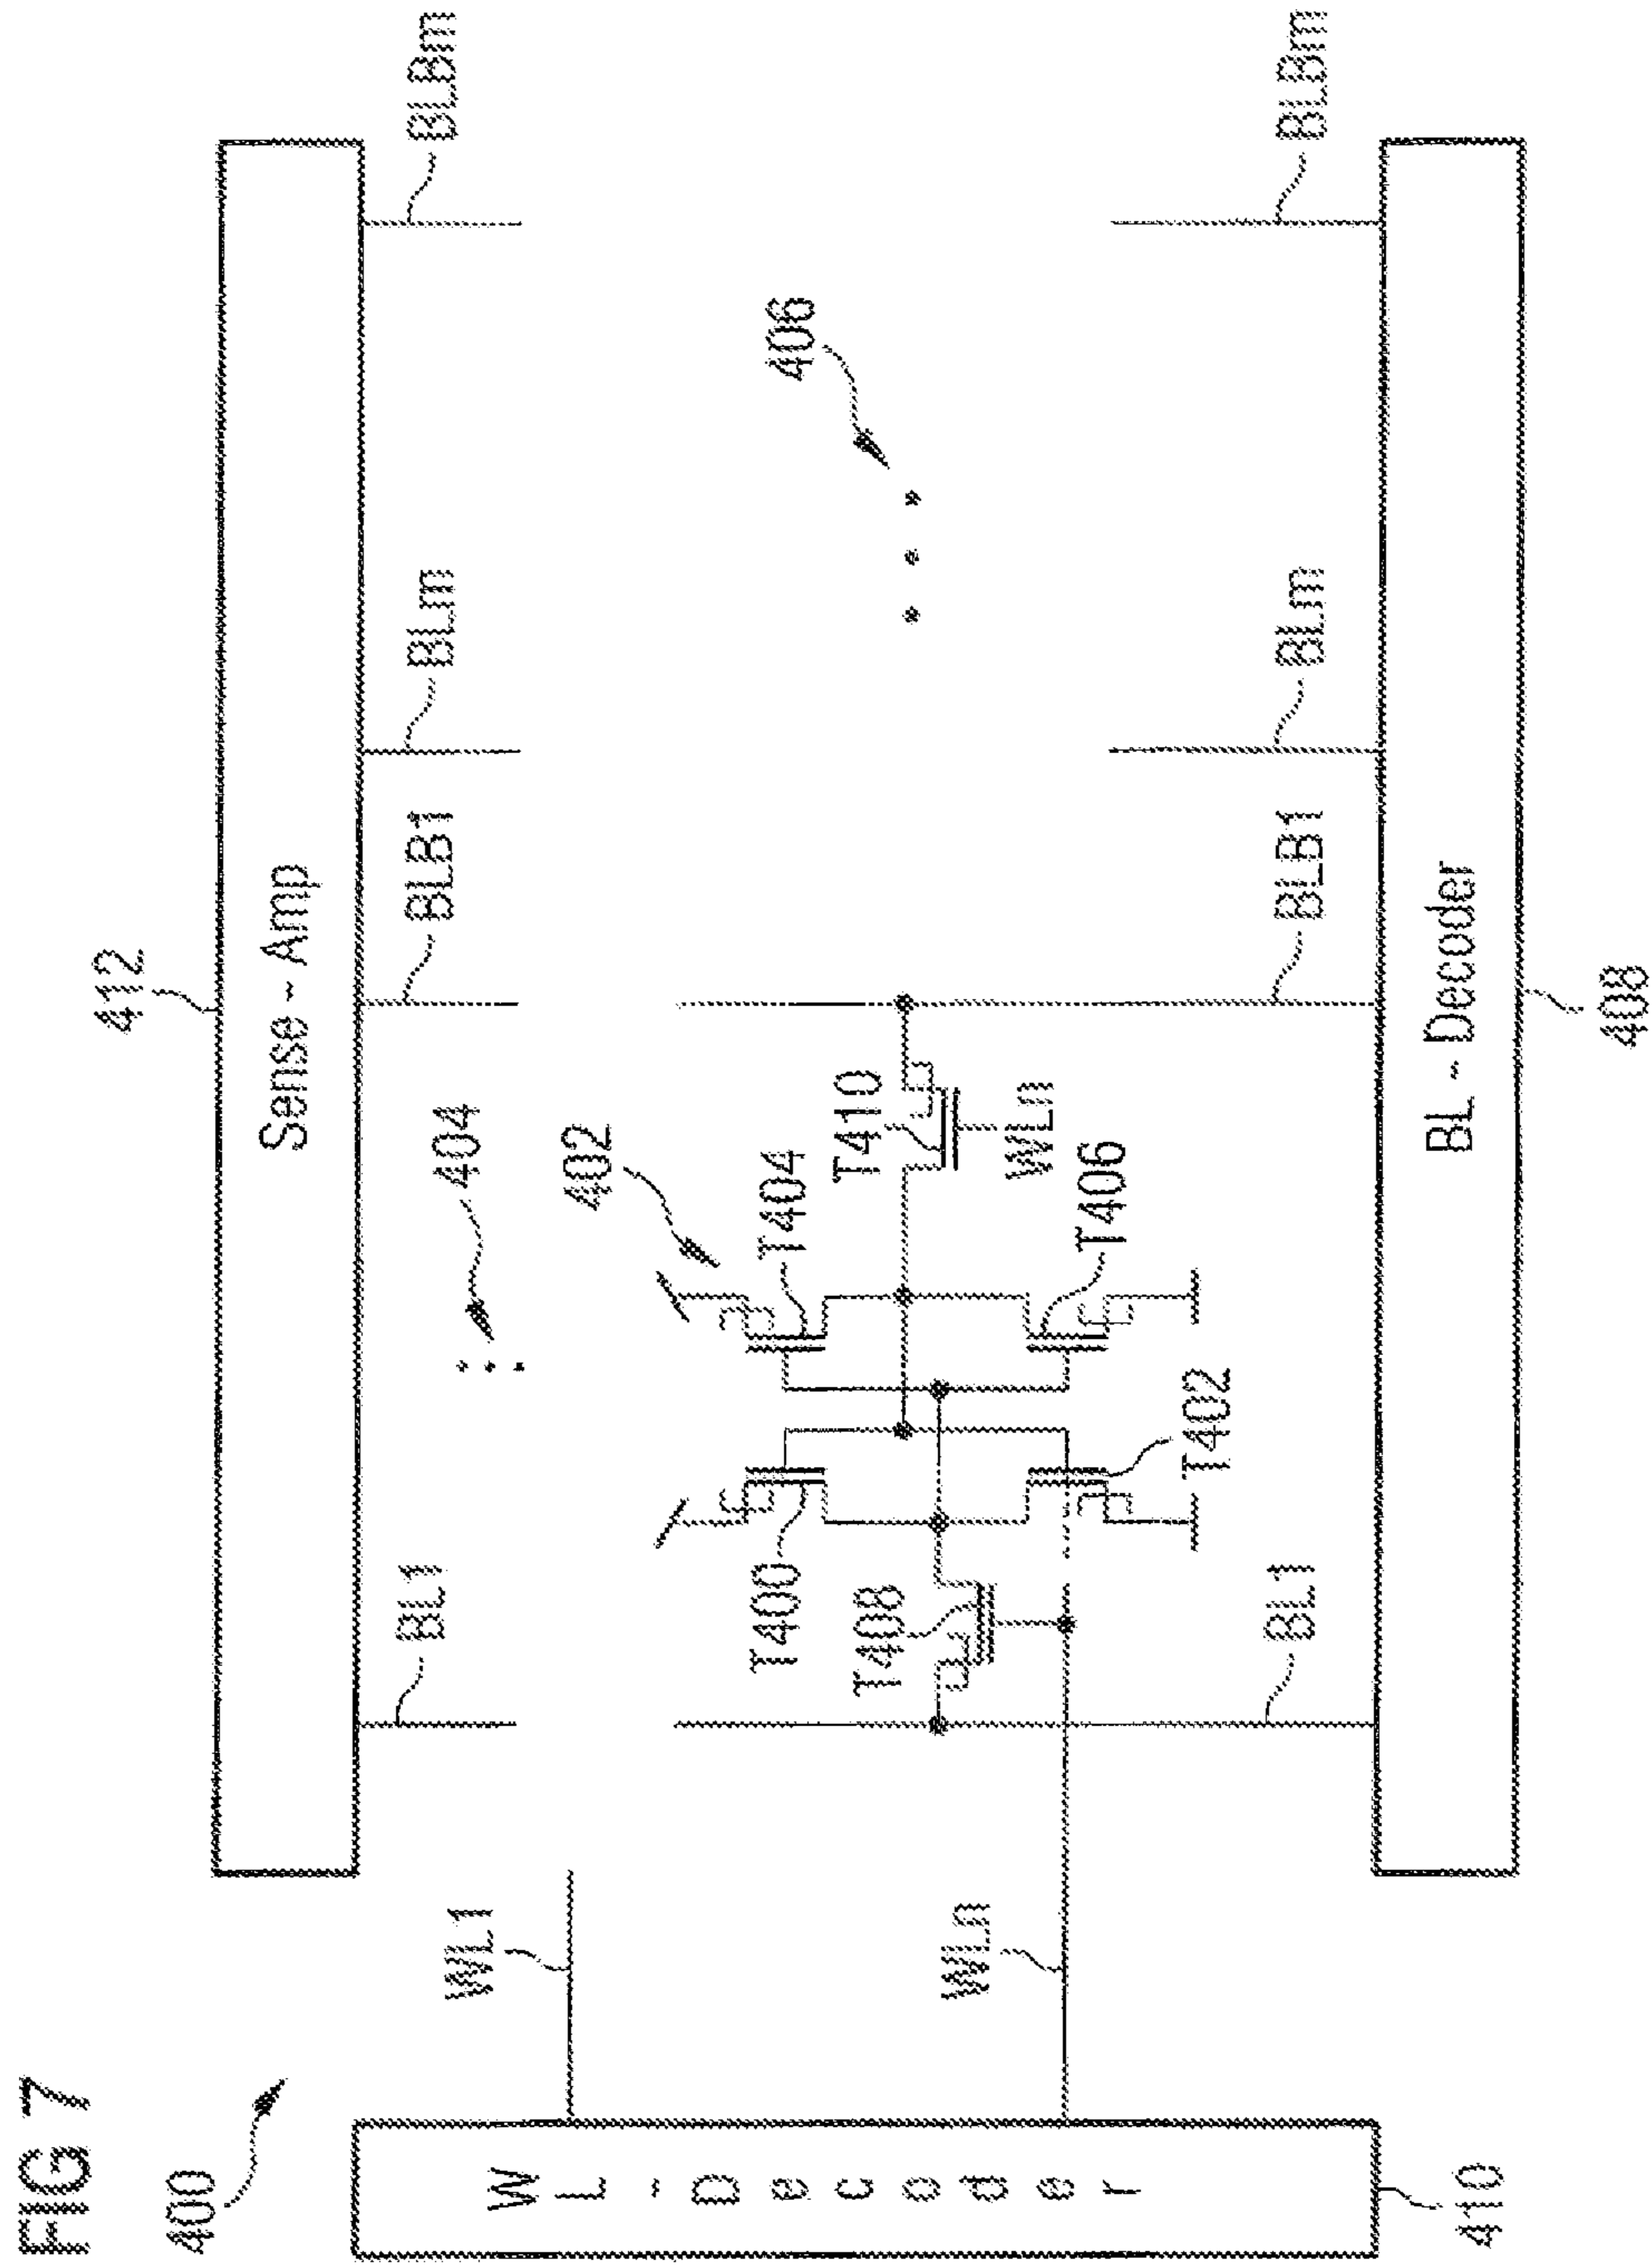 FIG 7
400
412
Sense - Amp
BL1
BLB1
BLm
BLBm
404
WL1
402
406
T400
T404
T410
T408
WLn
WLn
T406
T402
BL1
BLB1
BLm
BLBm
WL-Decoder
BL - Decoder
410
408